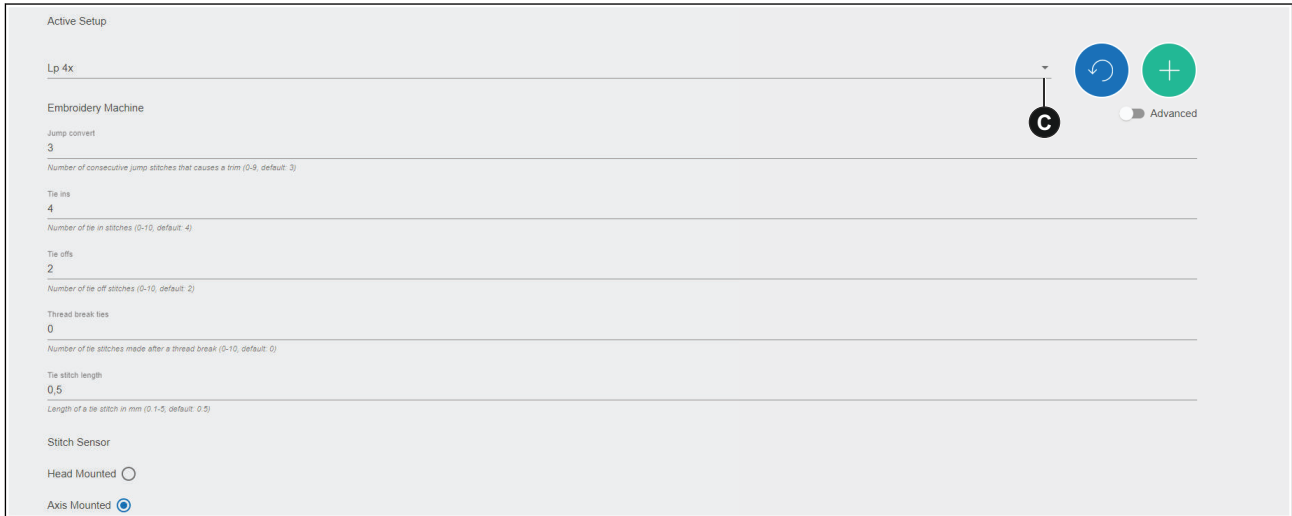 Active Setup
Lp 4x
C
Embroidery Machine
Advanced
Jump convert
3
Number of consecutive jump stitches that causes a trim (0-9, default: 3)
Tie ins
4
Number of tie in stitches (0-10, default: 4)
Tie offs
2
Number of tie off stitches (0-10, default: 2)
Thread break ties
0
Number of tie stitches made after a thread break (0-10, default: 0)
Tie stitch length
0,5
Length of a tie stitch in mm (0.1-5, default: 0.5)
Stitch Sensor
Head Mounted
Axis Mounted